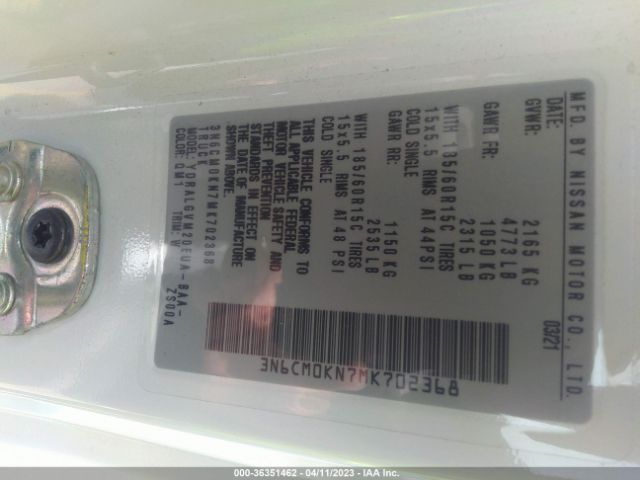 MFD. BY NISSAN MOTOR CO., LTD.
DATE: 03/21
GVWR: 2165 KG
4773 LB
GAWR FR: 1050 KG
2315 LB
WITH 185/60R15C TIRES
15x5.5 RIMS AT 44PSI
COLD SINGLE
GAWR RR: 1150 KG
2535 LB
WITH 185/60R15C TIRES
15x5.5 RIMS AT 48 PSI
COLD SINGLE
THIS VEHICLE CONFORMS TO
ALL APPLICABLE FEDERAL
MOTOR VEHICLE SAFETY AND
THEFT PREVENTION
STANDARDS IN EFFECT ON
THE DATE OF MANUFACTURE
SHOWN ABOVE.
3N6CM0KN7MK702368
TRUCK
COLOR: QM1 TRIM: W
YDRALGVM20EUA-BAA-
ZS00A
3N6CM0KN7MK702368
000-36351462 - 04/11/2023 - IAA Inc.